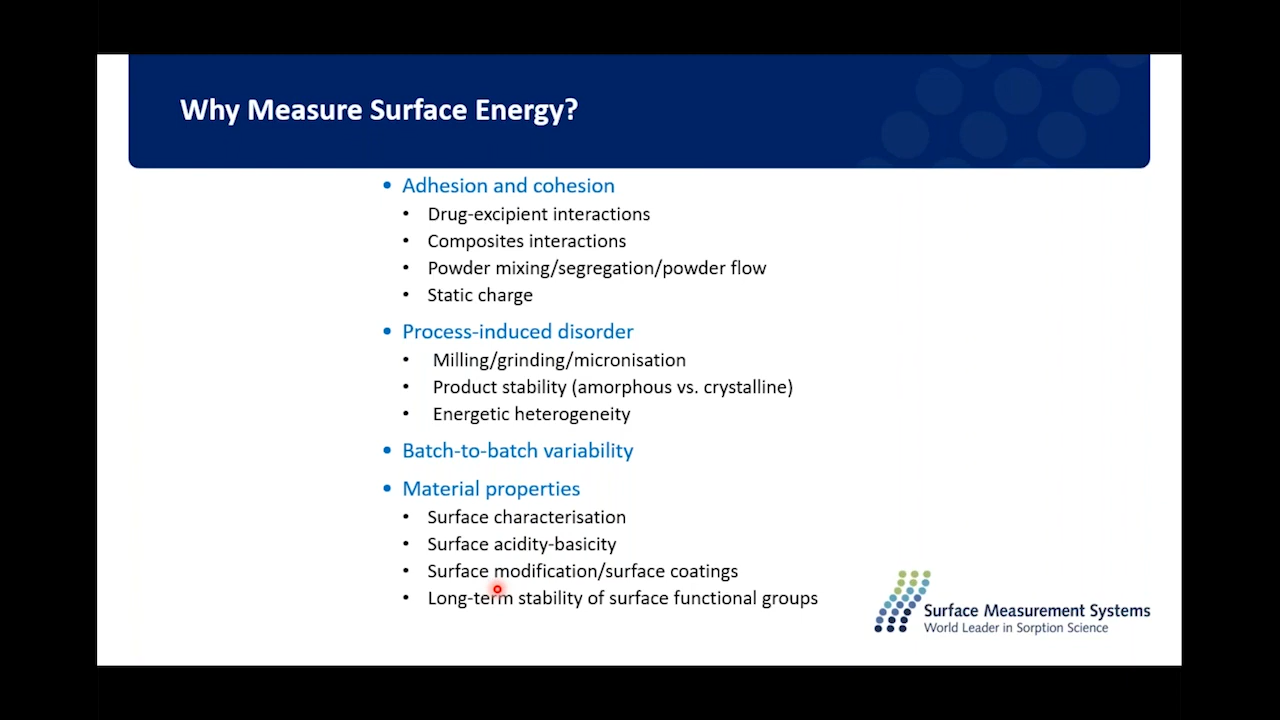 Why Measure Surface Energy?
• Adhesion and cohesion
• Drug-excipient interactions
• Composites interactions
• Powder mixing/segregation/powder flow
• Static charge
• Process-induced disorder
• Milling/grinding/micronisation
• Product stability (amorphous vs. crystalline)
• Energetic heterogeneity
• Batch-to-batch variability
• Material properties
• Surface characterisation
• Surface acidity-basicity
• Surface modification/surface coatings
• Long-term stability of surface functional groups
Surface Measurement Systems
World Leader in Sorption Science